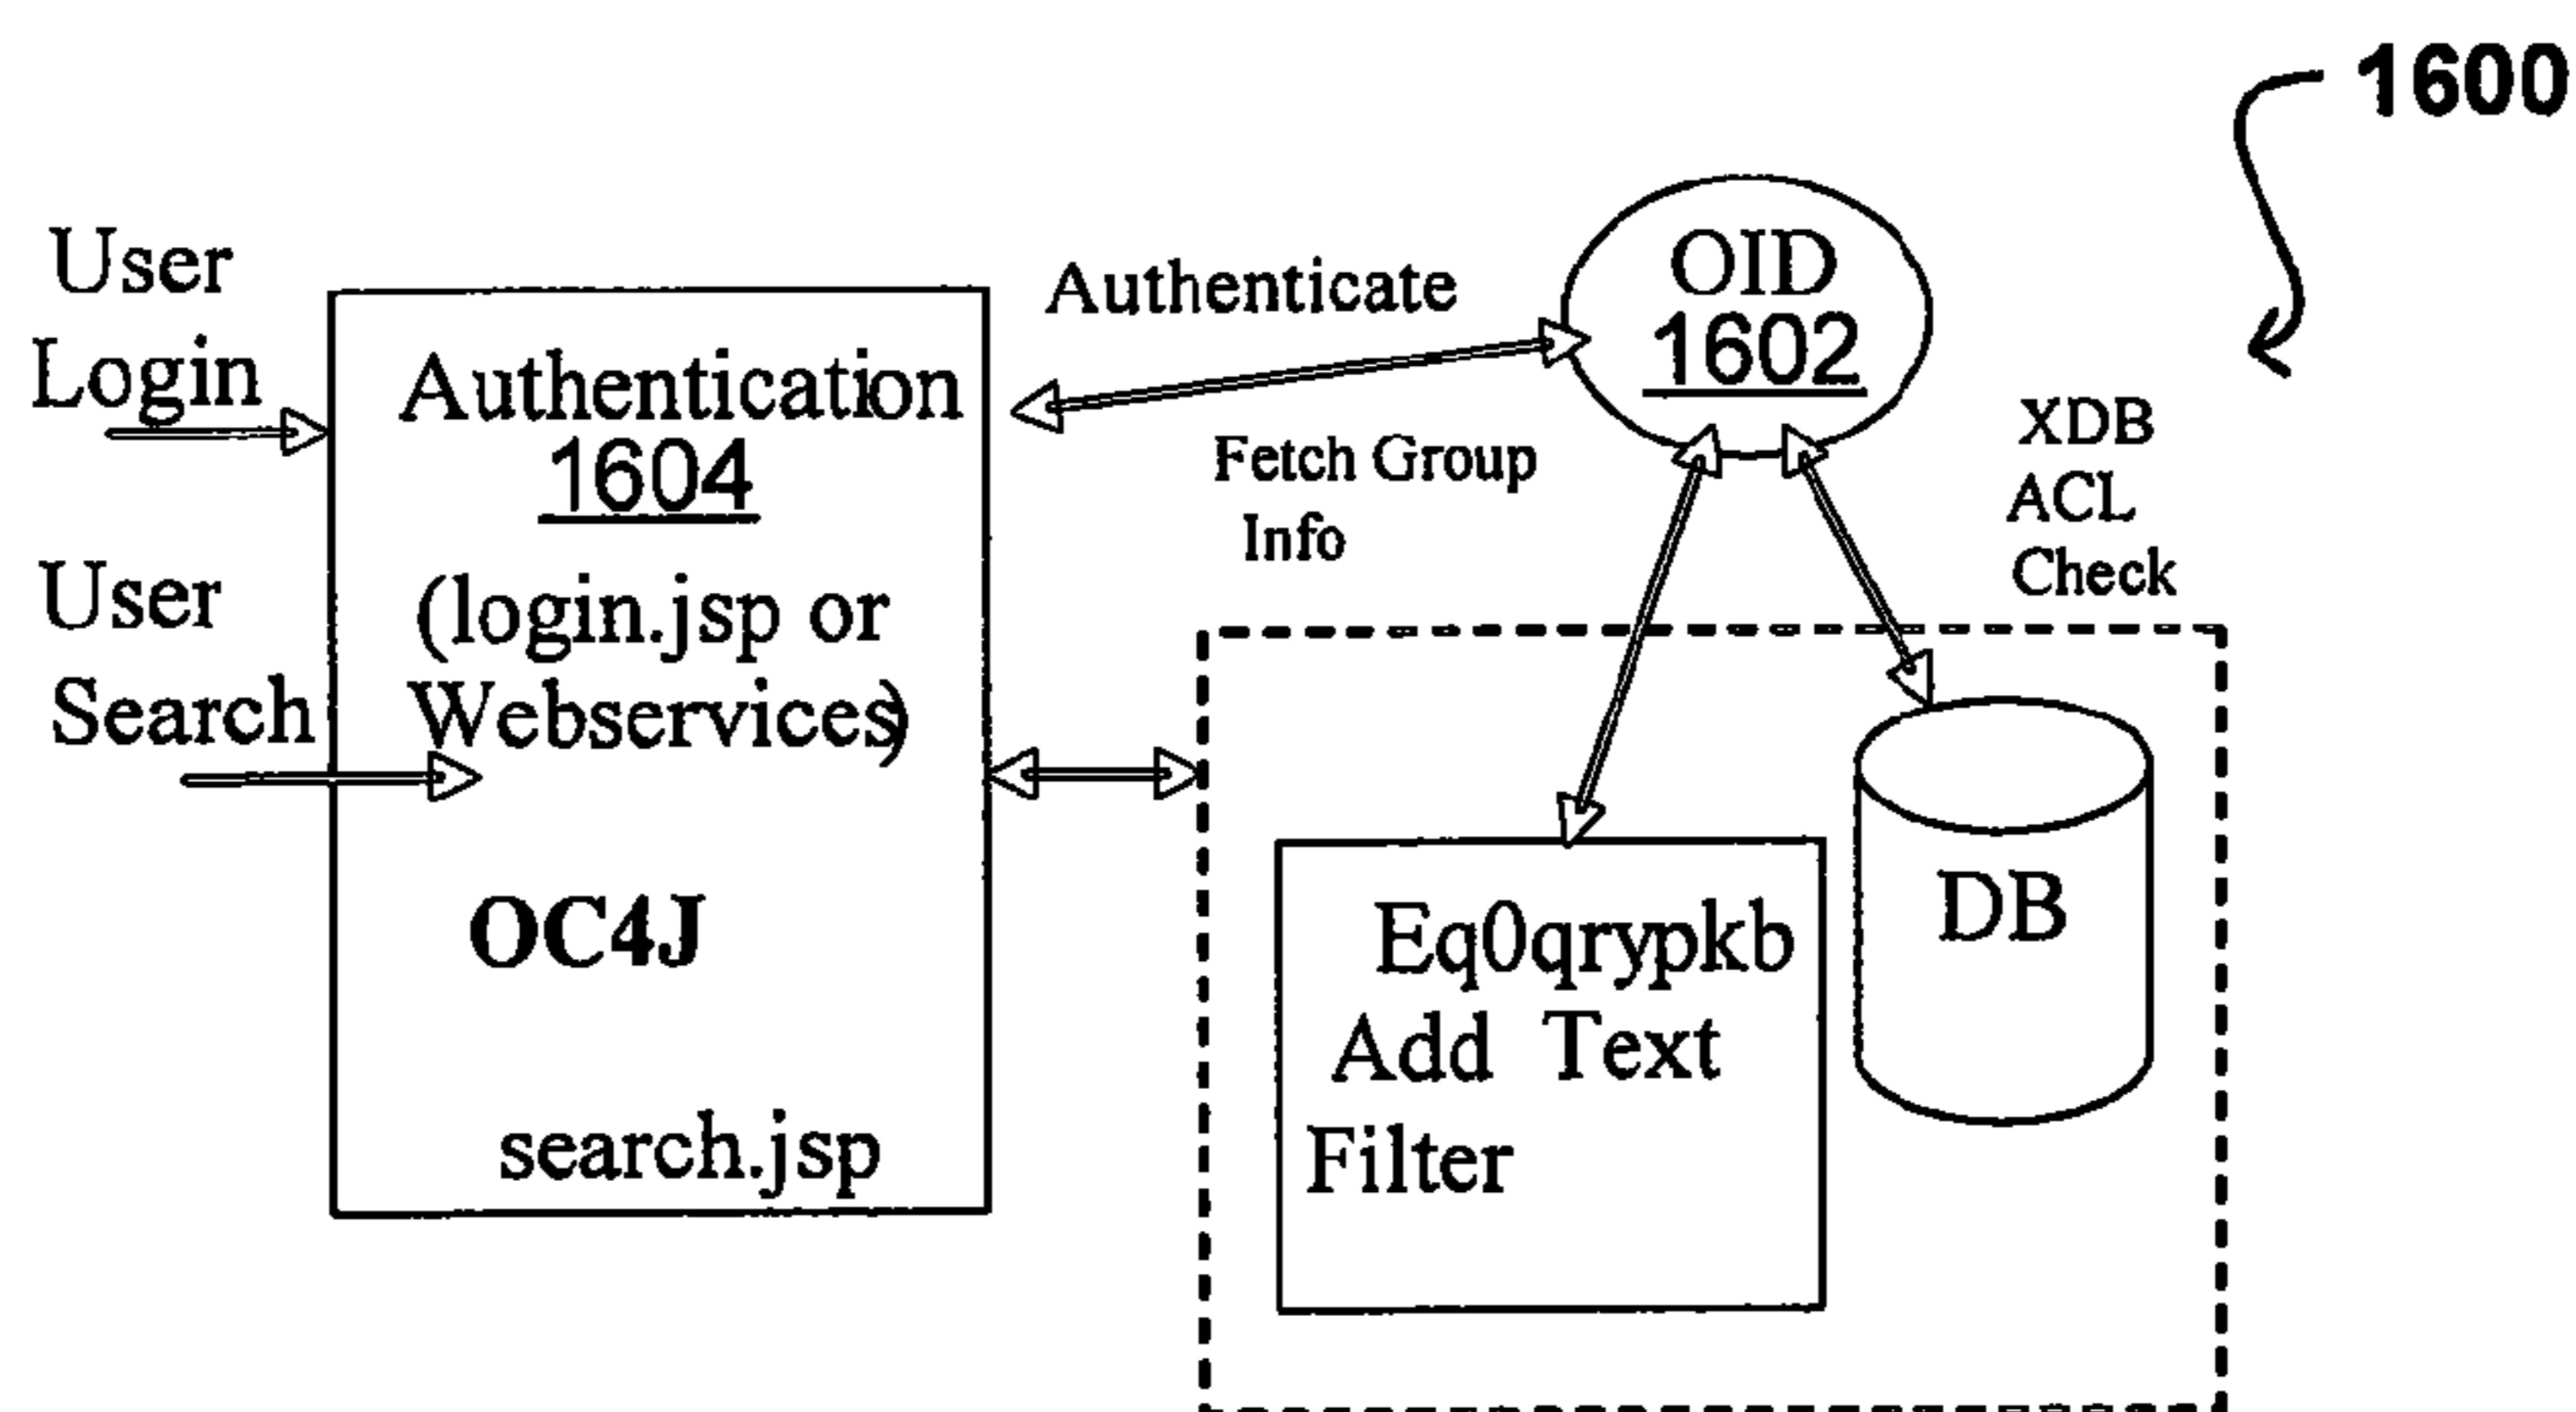 1600
User
Login
User
Search
Authentication
1604
(login.jsp or
Webservices)
OC4J
search.jsp
Authenticate
OID
1602
Fetch Group
Info
XDB
ACL
Check
Eq0qrypkb
Add Text
Filter
DB